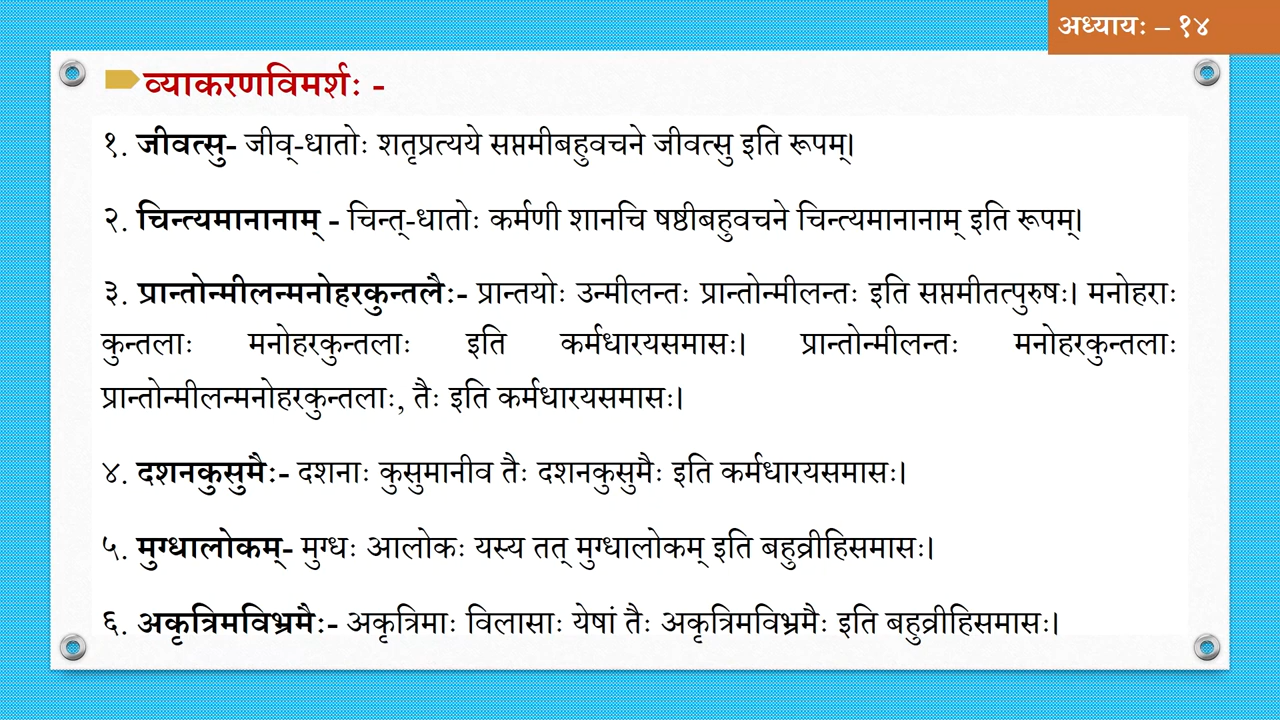 अध्यायः – १४
व्याकरणविमर्शः -
१. जीवत्सु- जीव्-धातोः शतृप्रत्यये सप्तमीबहुवचने जीवत्सु इति रूपम्।
२. चिन्त्यमानानाम् - चिन्त्-धातोः कर्मणी शानचि षष्ठीबहुवचने चिन्त्यमानानाम् इति रूपम्।
३. प्रान्तोन्मीलन्मनोहरकुन्तलैः- प्रान्तयोः उन्मीलन्तः प्रान्तोन्मीलन्तः इति सप्तमीतत्पुरुषः। मनोहराः
कुन्तलाः मनोहरकुन्तलाः इति कर्मधारयसमासः। प्रान्तोन्मीलन्तः मनोहरकुन्तलाः
प्रान्तोन्मीलन्मनोहरकुन्तलाः, तैः इति कर्मधारयसमासः।
४. दशनकुसुमैः- दशनाः कुसुमानीव तैः दशनकुसुमैः इति कर्मधारयसमासः।
५. मुग्धालोकम्- मुग्धः आलोकः यस्य तत् मुग्धालोकम् इति बहुव्रीहिसमासः।
६. अकृत्रिमविभ्रमैः- अकृत्रिमाः विलासाः येषां तैः अकृत्रिमविभ्रमैः इति बहुव्रीहिसमासः।